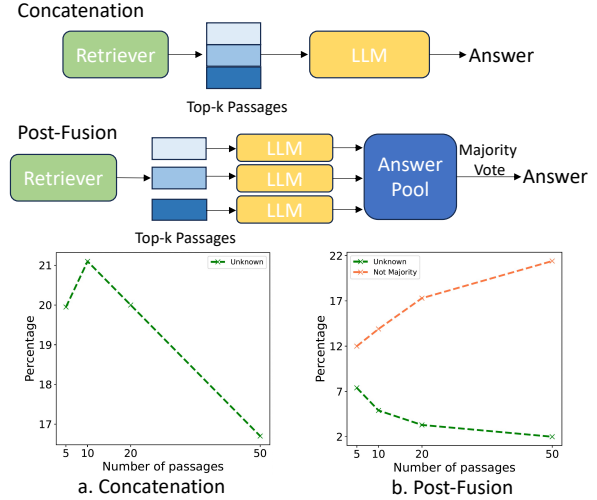 Concatenation
Retriever
LLM
Answer
Top-k Passages
Post-Fusion
Retriever
LLM
LLM
LLM
Answer Pool
Majority Vote
Answer
Top-k Passages
Unknown
21
20
19
18
17
Percentage
5 10 20 50
Number of passages
a. Concatenation
Unknown
Not Majority
22
17
12
7
2
Percentage
5 10 20 50
Number of passages
b. Post-Fusion